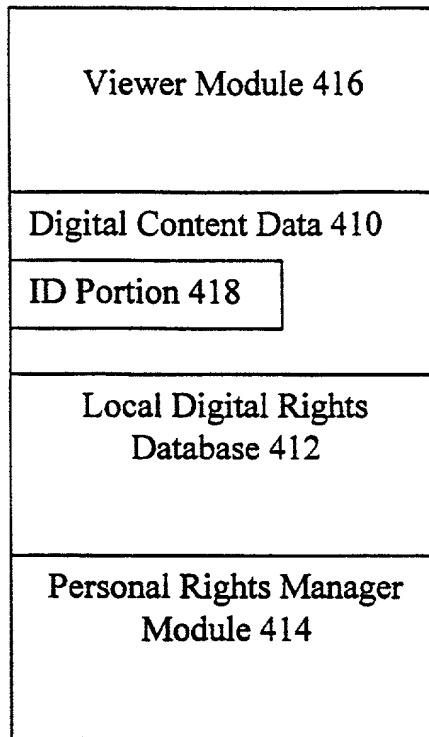 Viewer Module 416
Digital Content Data 410
ID Portion 418
Local Digital Rights
Database 412
Personal Rights Manager
Module 414